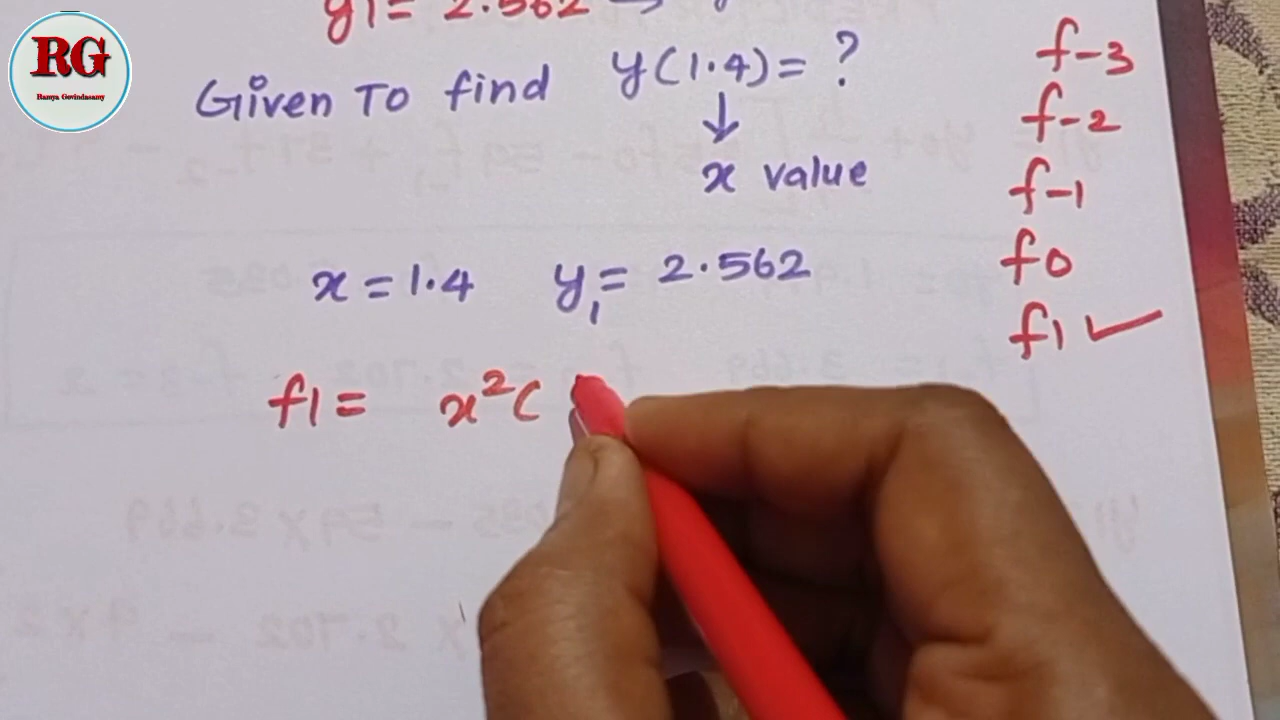 RG
Ramya Govindasamy
y1 = 2.562
Given To find y(1.4) = ?
↓
x value
x = 1.4 y₁ = 2.562
f1 = x²(
f-3
f-2
f-1
f0
f1 ✓